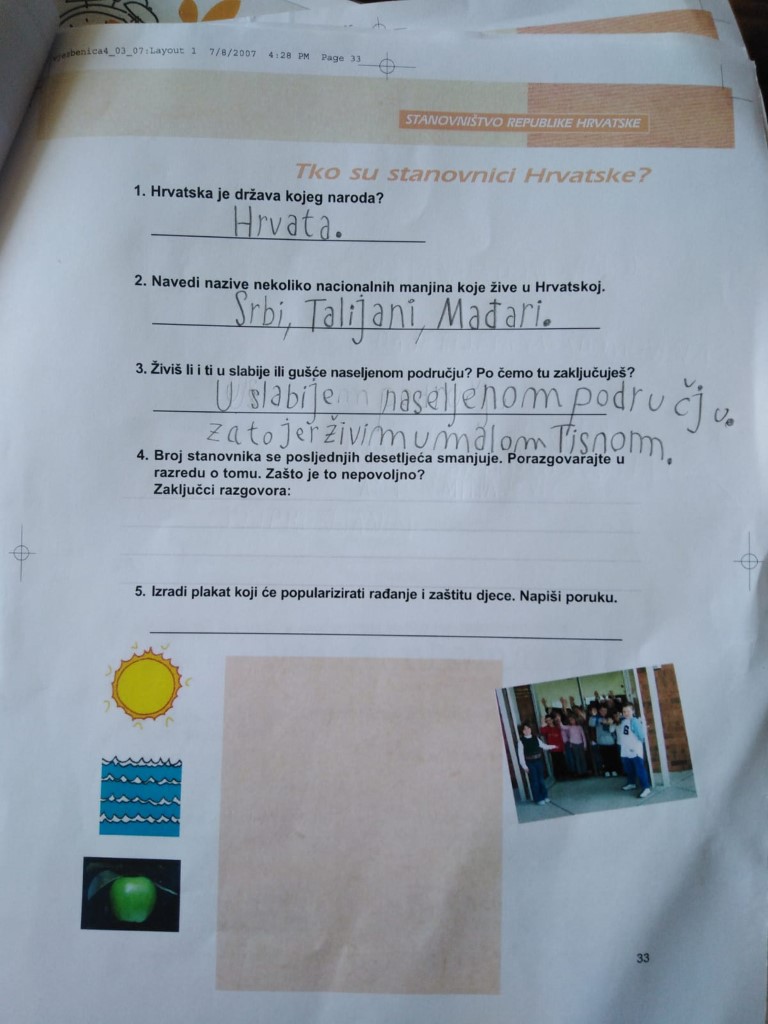 vjezbenica4_03_07:Layout 1 7/8/2007 4:28 PM Page 33
STANOVNIŠTVO REPUBLIKE HRVATSKE
Tko su stanovnici Hrvatske?
1. Hrvatska je država kojeg naroda?
Hrvata.
2. Navedi nazive nekoliko nacionalnih manjina koje žive u Hrvatskoj.
Srbi, Talijani, Mađari.
3. Živiš li i ti u slabije ili gušće naseljenom području? Po čemu tu zaključuješ?
U slabije naseljenom području.
zato jer živim u malom Tisnom.
4. Broj stanovnika se posljednjih desetljeća smanjuje. Porazgovarajte u
razredu o tomu. Zašto je to nepovoljno?
Zaključci razgovora:
5. Izradi plakat koji će popularizirati rađanje i zaštitu djece. Napiši poruku.
33